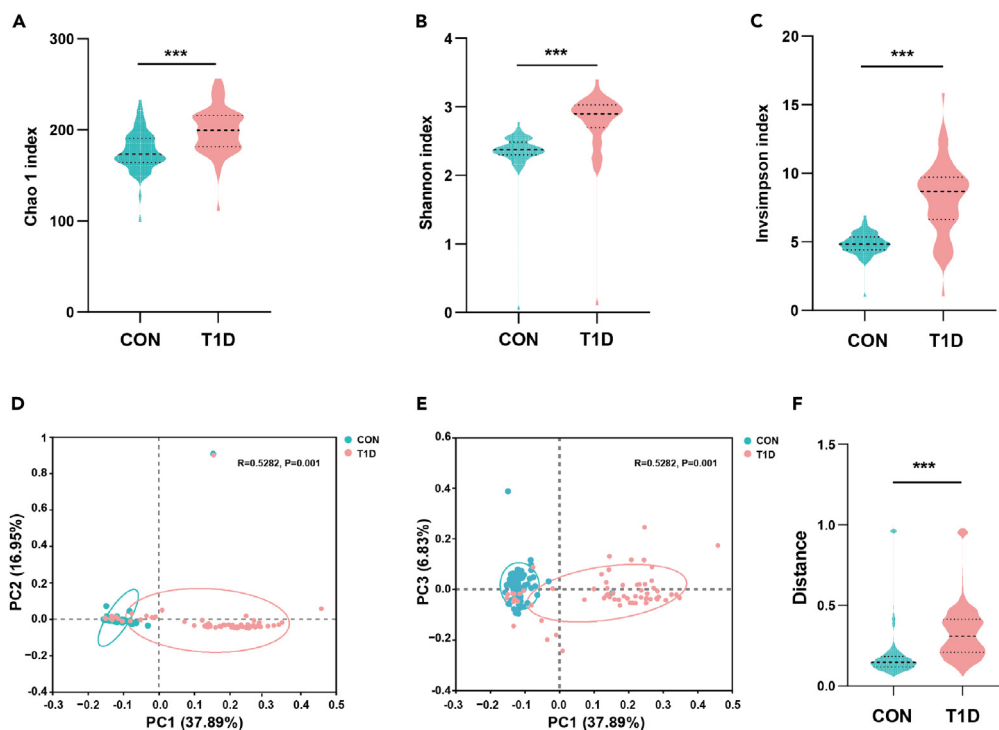 A
300
200
100
0
Chao 1 index
***
CON T1D
B
4
3
2
1
0
Shannon index
***
CON T1D
C
20
15
10
5
0
Invsimpson index
***
CON T1D
D
CON
T1D
R=0.5282, P=0.001
1
0.8
0.6
0.4
0.2
0.0
-0.2
-0.4
PC2 (16.95%)
-0.3 -0.2 -0.1 0.0 0.1 0.2 0.3 0.4 0.5
PC1 (37.89%)
E
CON
T1D
R=0.5282, P=0.001
0.6
0.4
0.2
0.0
-0.2
-0.4
PC3 (6.83%)
-0.3 -0.2 -0.1 0.0 0.1 0.2 0.3 0.4 0.5
PC1 (37.89%)
F
1.5
1.0
0.5
0.0
Distance
***
CON T1D